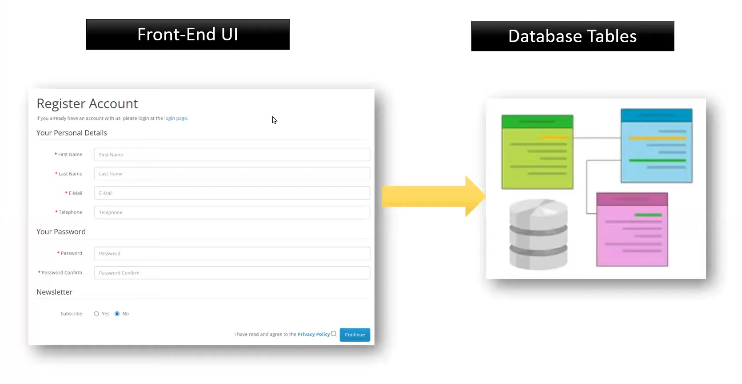 Front-End UI
Database Tables
Register Account
If you already have an account with us, please login at the login page.
Your Personal Details
* First Name
First Name
* Last Name
Last Name
* E-Mail
E-Mail
* Telephone
Telephone
Your Password
* Password
Password
* Password Confirm
Password Confirm
Newsletter
Subscribe Yes No
I have read and agree to the Privacy Policy Continue